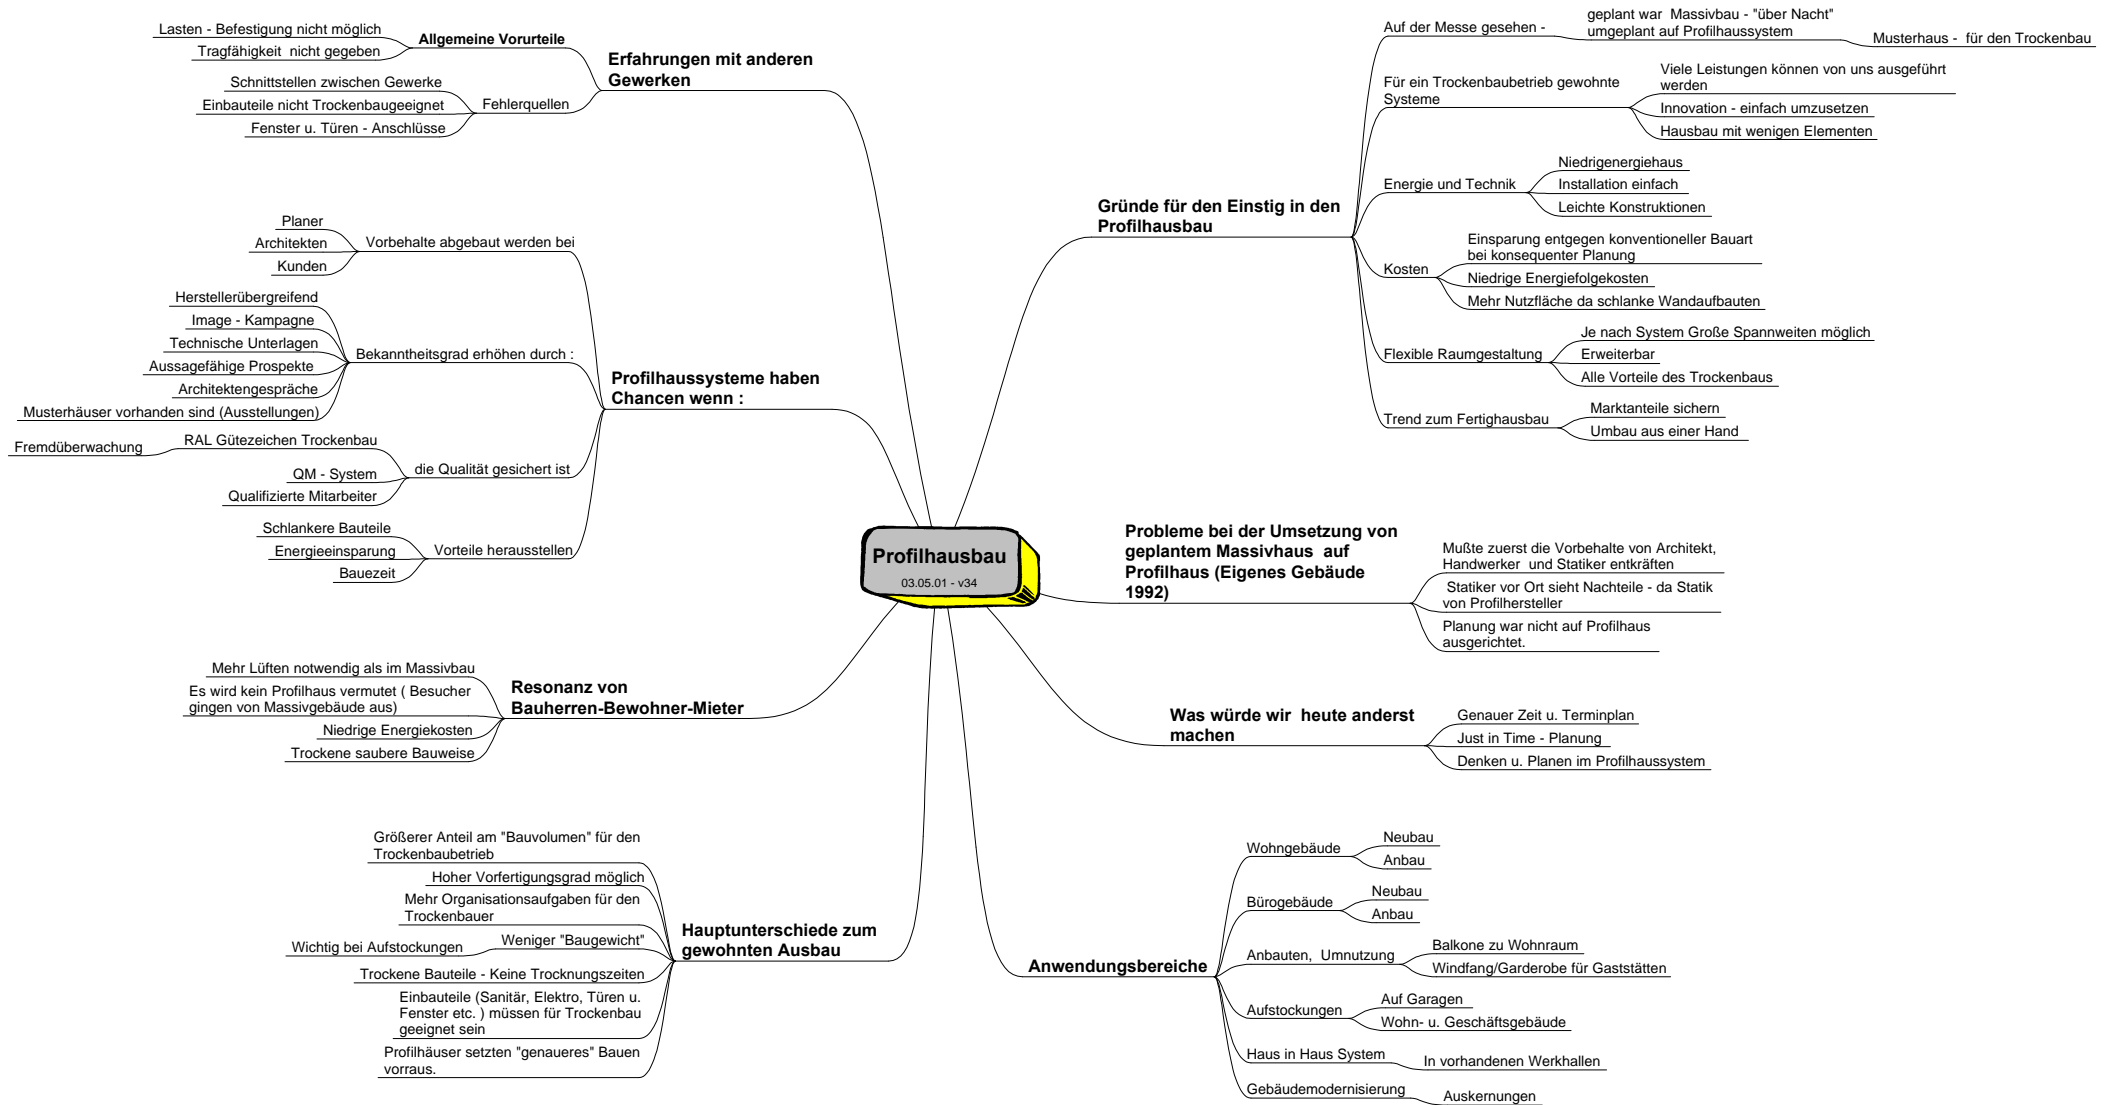 Profilhausbau
03.05.01 - v34
Gründe für den Einstig in den
Profilhausbau
Auf der Messe gesehen -
geplant war  Massivbau - "über Nacht"
umgeplant auf Profilhaussystem
Musterhaus -  für den Trockenbau
Für ein Trockenbaubetrieb gewohnte
Systeme
Viele Leistungen können von uns ausgeführt
werden
Innovation - einfach umzusetzen
Hausbau mit wenigen Elementen
Energie und Technik
Niedrigenergiehaus
Installation einfach
Leichte Konstruktionen
Kosten
Einsparung entgegen konventioneller Bauart
bei konsequenter Planung
Niedrige Energiefolgekosten
Mehr Nutzfläche da schlanke Wandaufbauten
Flexible Raumgestaltung
Je nach System Große Spannweiten möglich
Erweiterbar
Alle Vorteile des Trockenbaus
Trend zum Fertighausbau
Marktanteile sichern
Umbau aus einer Hand
Probleme bei der Umsetzung von
geplantem Massivhaus  auf
Profilhaus (Eigenes Gebäude
1992)
Mußte zuerst die Vorbehalte von Architekt,
Handwerker  und Statiker entkräften
Statiker vor Ort sieht Nachteile - da Statik
von Profilhersteller
Planung war nicht auf Profilhaus
ausgerichtet.
Was würde wir  heute anderst
machen
Genauer Zeit u. Terminplan
Just in Time - Planung
Denken u. Planen im Profilhaussystem
Anwendungsbereiche
Wohngebäude
Neubau
Anbau
Bürogebäude
Neubau
Anbau
Anbauten,  Umnutzung
Balkone zu Wohnraum
Windfang/Garderobe für Gaststätten
Aufstockungen
Auf Garagen
Wohn- u. Geschäftsgebäude
Haus in Haus System
In vorhandenen Werkhallen
Gebäudemodernisierung
Auskernungen
Erfahrungen mit anderen
Gewerken
Allgemeine Vorurteile
Lasten - Befestigung nicht möglich
Tragfähigkeit  nicht gegeben
Fehlerquellen
Schnittstellen zwischen Gewerke
Einbauteile nicht Trockenbaugeeignet
Fenster u. Türen - Anschlüsse
Profilhaussysteme haben
Chancen wenn :
Vorbehalte abgebaut werden bei
Planer
Architekten
Kunden
Bekanntheitsgrad erhöhen durch :
Herstellerübergreifend
Image - Kampagne
Technische Unterlagen
Aussagefähige Prospekte
Architektengespräche
Musterhäuser vorhanden sind (Ausstellungen)
die Qualität gesichert ist
RAL Gütezeichen Trockenbau
Fremdüberwachung
QM - System
Qualifizierte Mitarbeiter
Vorteile herausstellen
Schlankere Bauteile
Energieeinsparung
Bauezeit
Resonanz von
Bauherren-Bewohner-Mieter
Mehr Lüften notwendig als im Massivbau
Es wird kein Profilhaus vermutet ( Besucher
gingen von Massivgebäude aus)
Niedrige Energiekosten
Trockene saubere Bauweise
Hauptunterschiede zum
gewohnten Ausbau
Größerer Anteil am "Bauvolumen" für den
Trockenbaubetrieb
Hoher Vorfertigungsgrad möglich
Mehr Organisationsaufgaben für den
Trockenbauer
Weniger "Baugewicht"
Wichtig bei Aufstockungen
Trockene Bauteile - Keine Trocknungszeiten
Einbauteile (Sanitär, Elektro, Türen u.
Fenster etc. ) müssen für Trockenbau
geeignet sein
Profilhäuser setzten "genaueres" Bauen
vorraus.